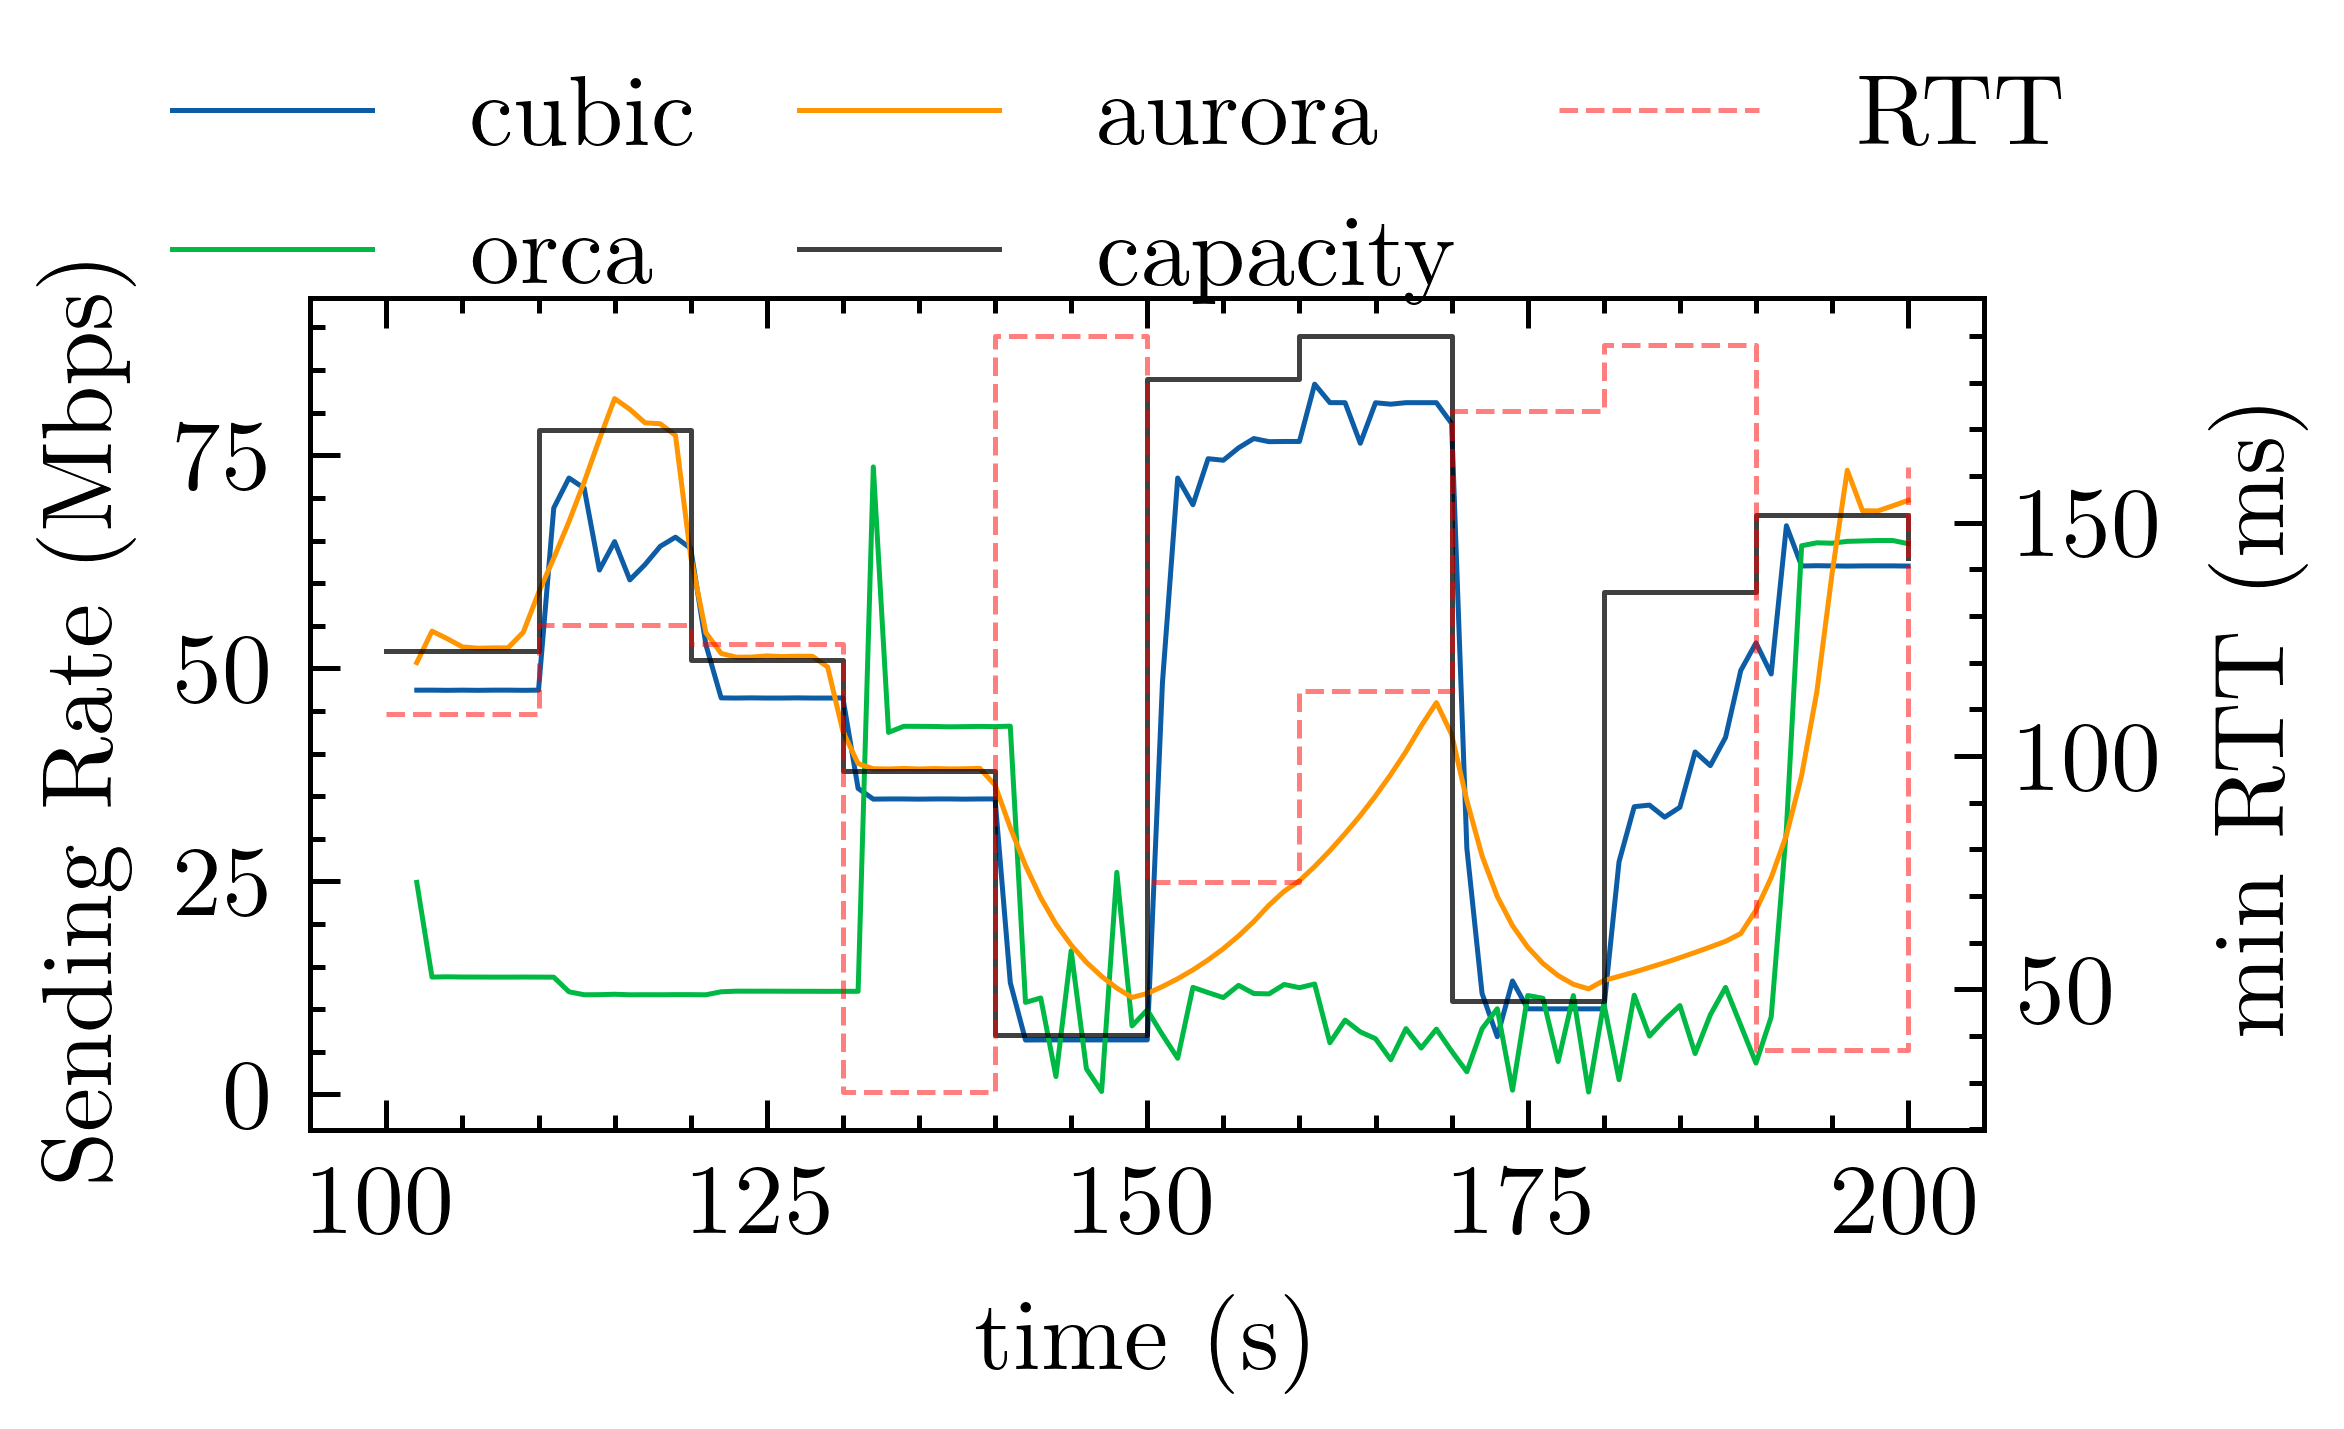 cubic
aurora
RTT
orca
capacity
Sending Rate (Mbps)
75
50
25
0
150
100
50
min RTT (ms)
100 125 150 175 200
time (s)